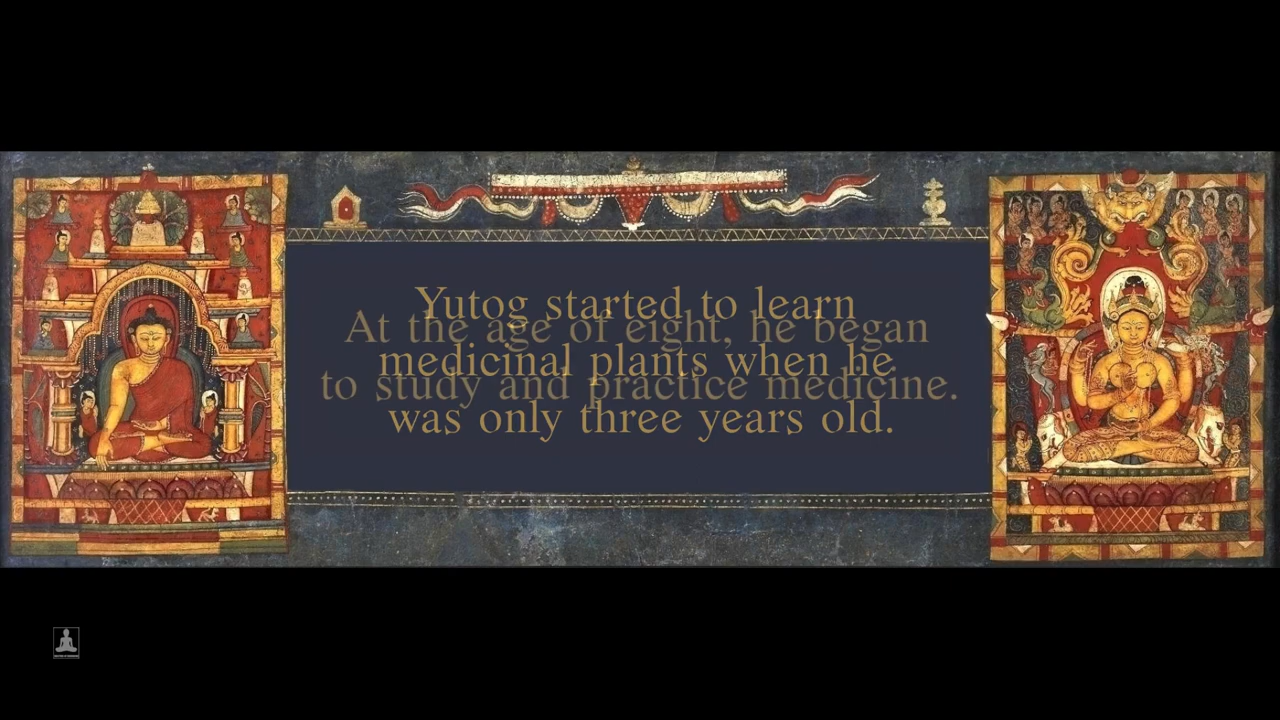 Yutog started to learn
medicinal plants when he
was only three years old.
At the age of eight, he began
to study and practice medicine.